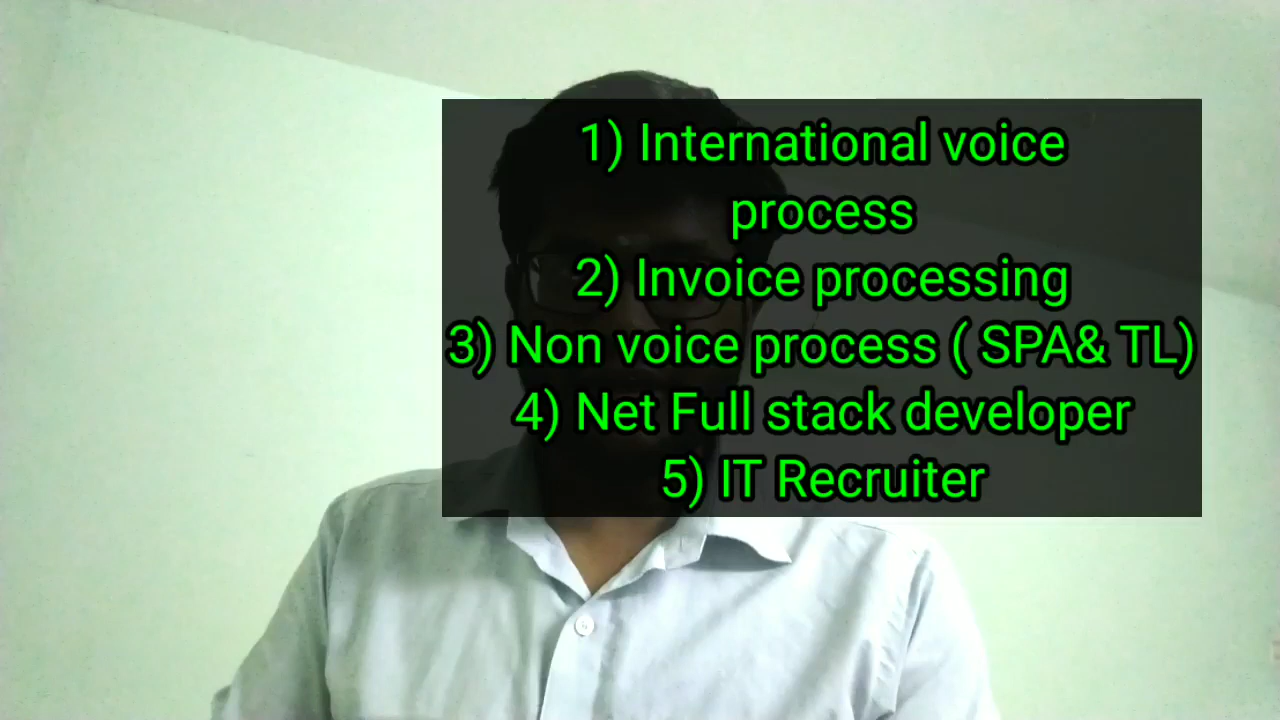 1) International voice
process
2) Invoice processing
3) Non voice process ( SPA& TL)
4) Net Full stack developer
5) IT Recruiter